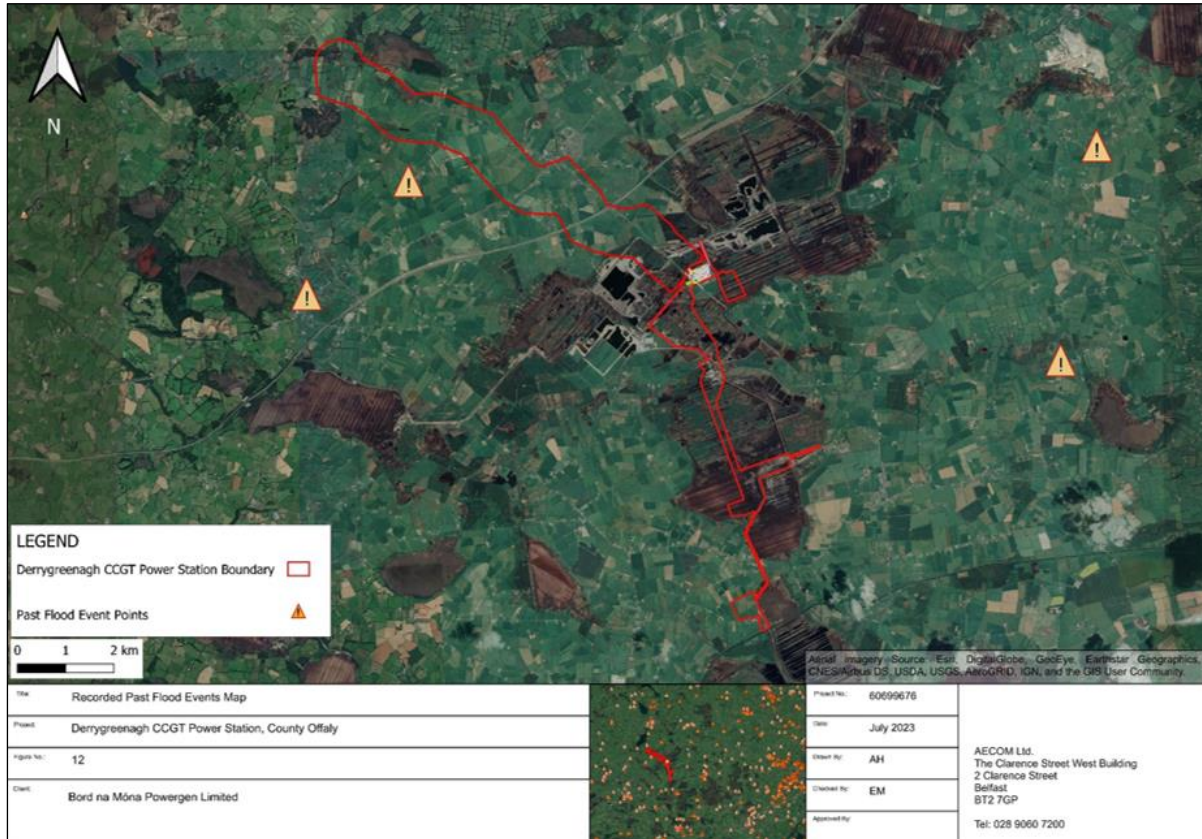 N
!
!
!
!
LEGEND
Derrygreenagh CCGT Power Station Boundary
Past Flood Event Points
0 1 2 km
Aerial Imagery Source: Esri, DigitalGlobe, GeoEye, Earthstar Geographics,
CNES/Airbus DS, USDA, USGS, AeroGRID, IGN, and the GIS User Community.
Title: Recorded Past Flood Events Map
Project: Derrygreenagh CCGT Power Station, County Offaly
Figure No.: 12
Client: Bord na Móna Powergen Limited
Project No.: 60699676
Date: July 2023
Drawn By: AH
Checked By: EM
Approved By:
AECOM Ltd.
The Clarence Street West Building
2 Clarence Street
Belfast
BT2 7GP
Tel: 028 9060 7200